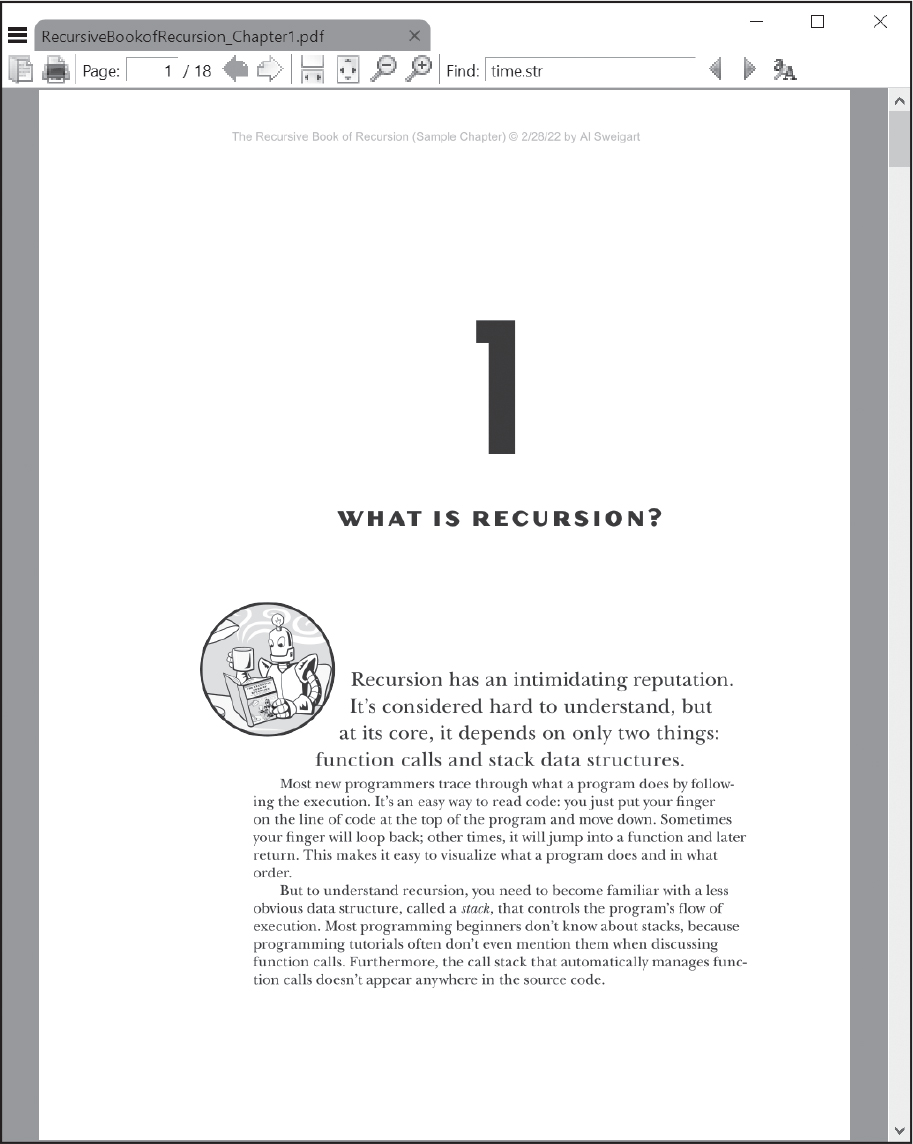 RecursiveBookofRecursion_Chapter1.pdf
Page: 1 / 18 Find: time.str
The Recursive Book of Recursion (Sample Chapter) © 2/28/22 by Al Sweigart
1
WHAT IS RECURSION?
Recursion has an intimidating reputation.
It’s considered hard to understand, but
at its core, it depends on only two things:
function calls and stack data structures.
Most new programmers trace through what a program does by follow-
ing the execution. It’s an easy way to read code: you just put your finger
on the line of code at the top of the program and move down. Sometimes
your finger will loop back; other times, it will jump into a function and later
return. This makes it easy to visualize what a program does and in what
order.
But to understand recursion, you need to become familiar with a less
obvious data structure, called a stack, that controls the program’s flow of
execution. Most programming beginners don’t know about stacks, because
programming tutorials often don’t even mention them when discussing
function calls. Furthermore, the call stack that automatically manages func-
tion calls doesn’t appear anywhere in the source code.